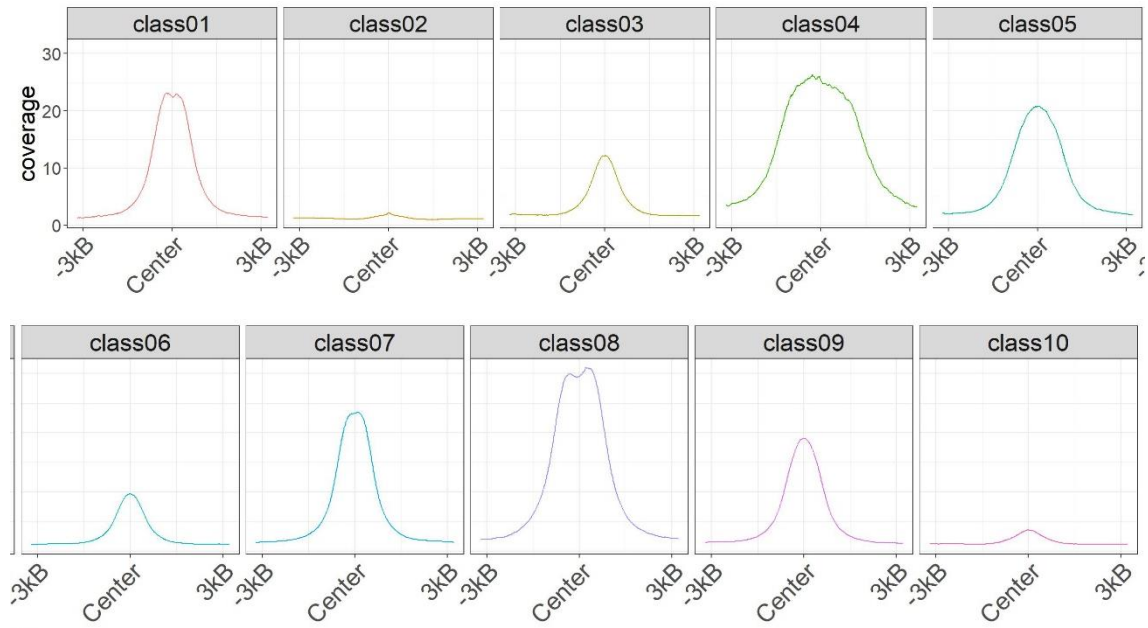 class01 class02 class03 class04 class05
coverage
30
20
10
0
-3kB Center 3kB -3kB Center 3kB -3kB Center 3kB -3kB Center 3kB -3kB Center 3kB
class06 class07 class08 class09 class10
-3kB Center 3kB -3kB Center 3kB -3kB Center 3kB -3kB Center 3kB -3kB Center 3kB